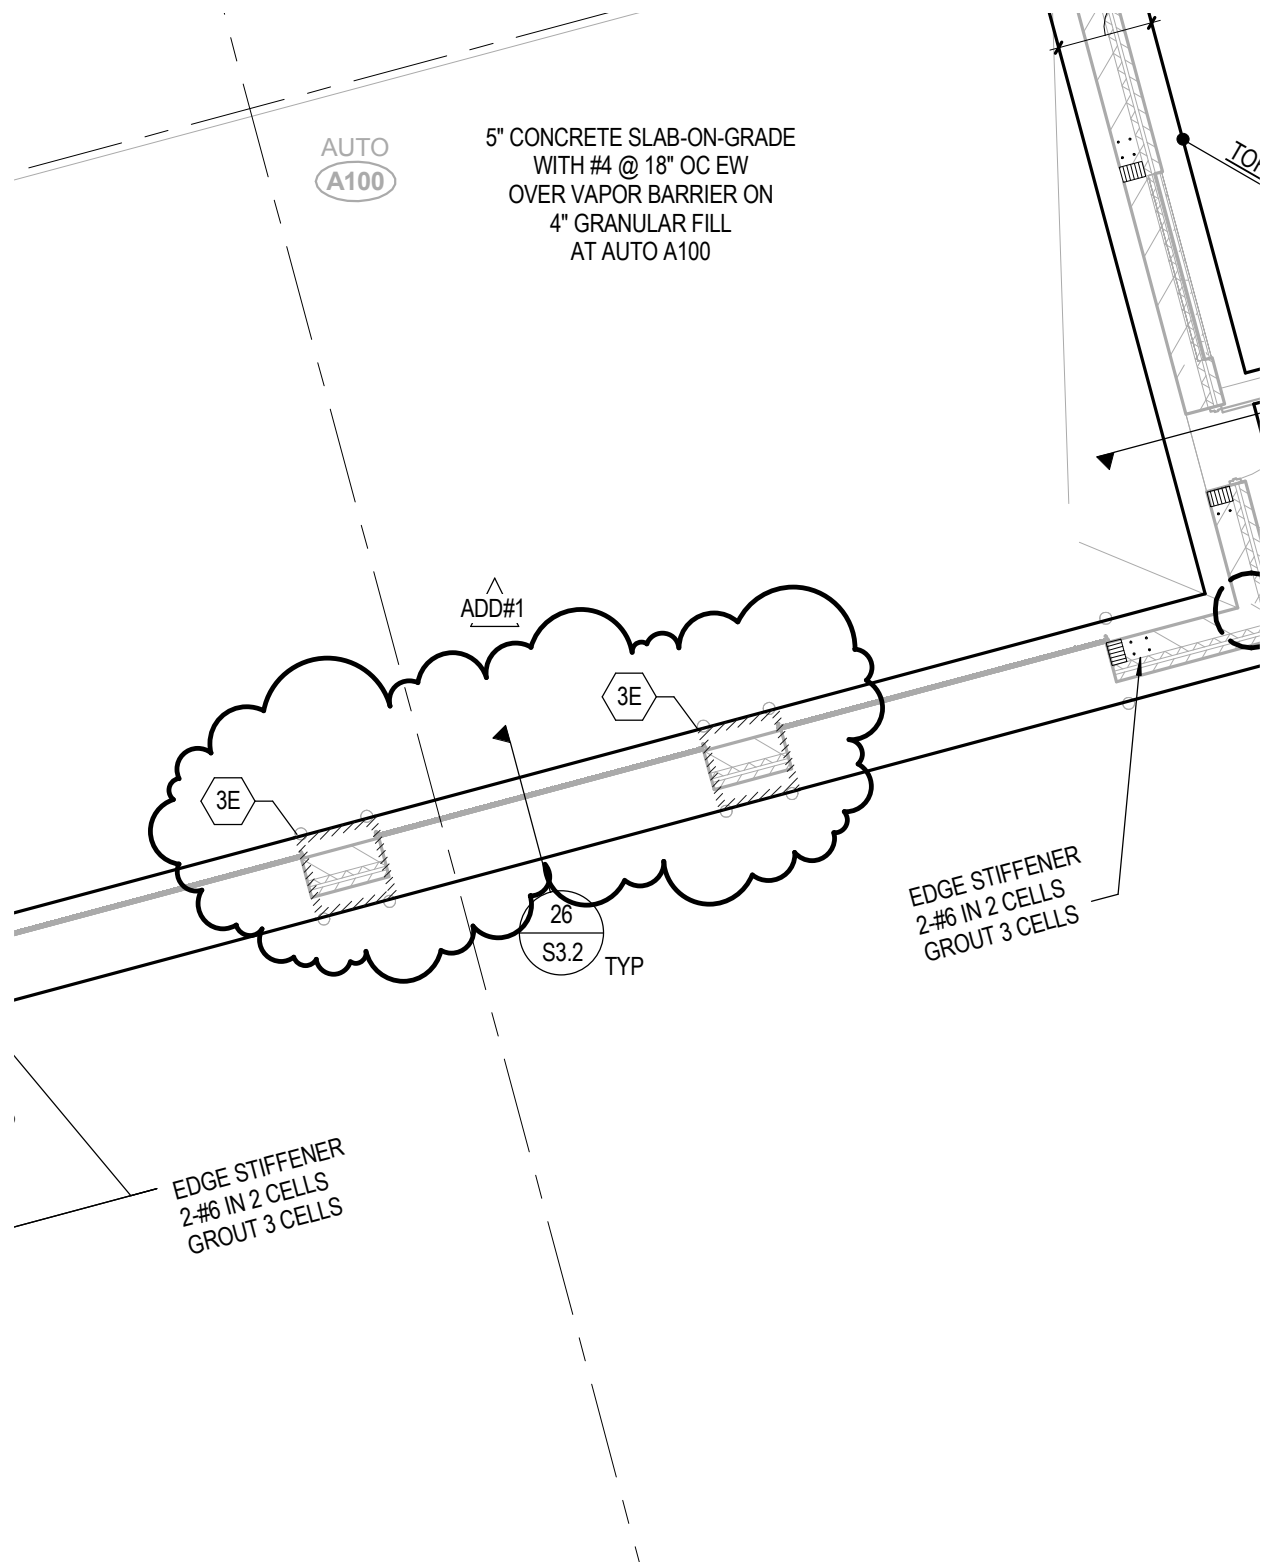 AUTO
A100
5" CONCRETE SLAB-ON-GRADE
WITH #4 @ 18" OC EW
OVER VAPOR BARRIER ON
4" GRANULAR FILL
AT AUTO A100
ADD#1
3E
3E
26
S3.2
TYP
EDGE STIFFENER
2-#6 IN 2 CELLS
GROUT 3 CELLS
EDGE STIFFENER
2-#6 IN 2 CELLS
GROUT 3 CELLS